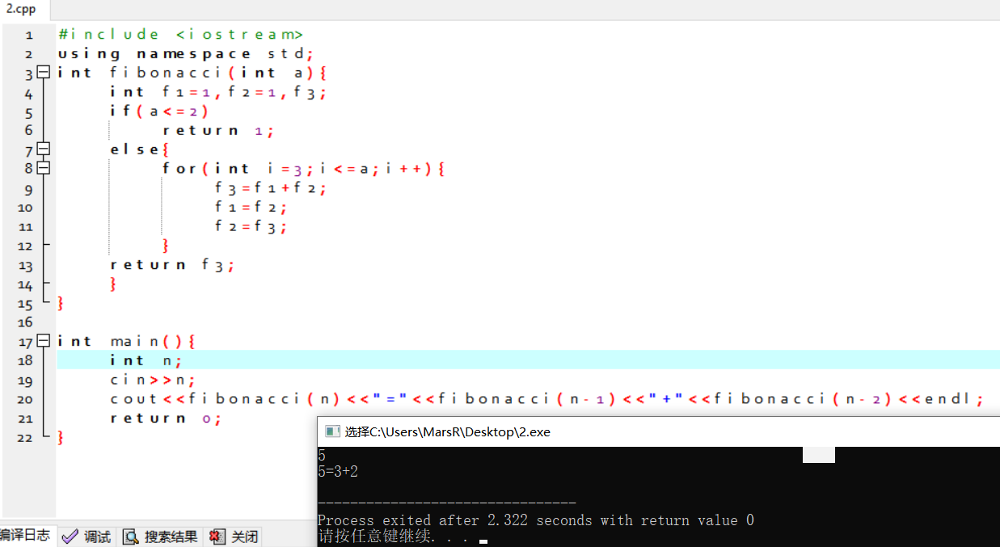 2.cpp
1 #include <iostream>
2 using namespace std;
3 int fibonacci(int a){
4 int f1=1,f2=1,f3;
5 if(a<=2)
6 return 1;
7 else{
8 for(int i=3;i<=a;i++){
9 f3=f1+f2;
10 f1=f2;
11 f2=f3;
12 }
13 return f3;
14 }
15 }
16
17 int main(){
18 int n;
19 cin>>n;
20 cout<<fibonacci(n)<<"="<<fibonacci(n-1)<<"+"<<fibonacci(n-2)<<endl;
21 return 0;
22 }
选择C:\Users\MarsR\Desktop\2.exe
5
5=3+2
--------------------------------
Process exited after 2.322 seconds with return value 0
请按任意键继续. . .
编译日志 调试 搜索结果 关闭